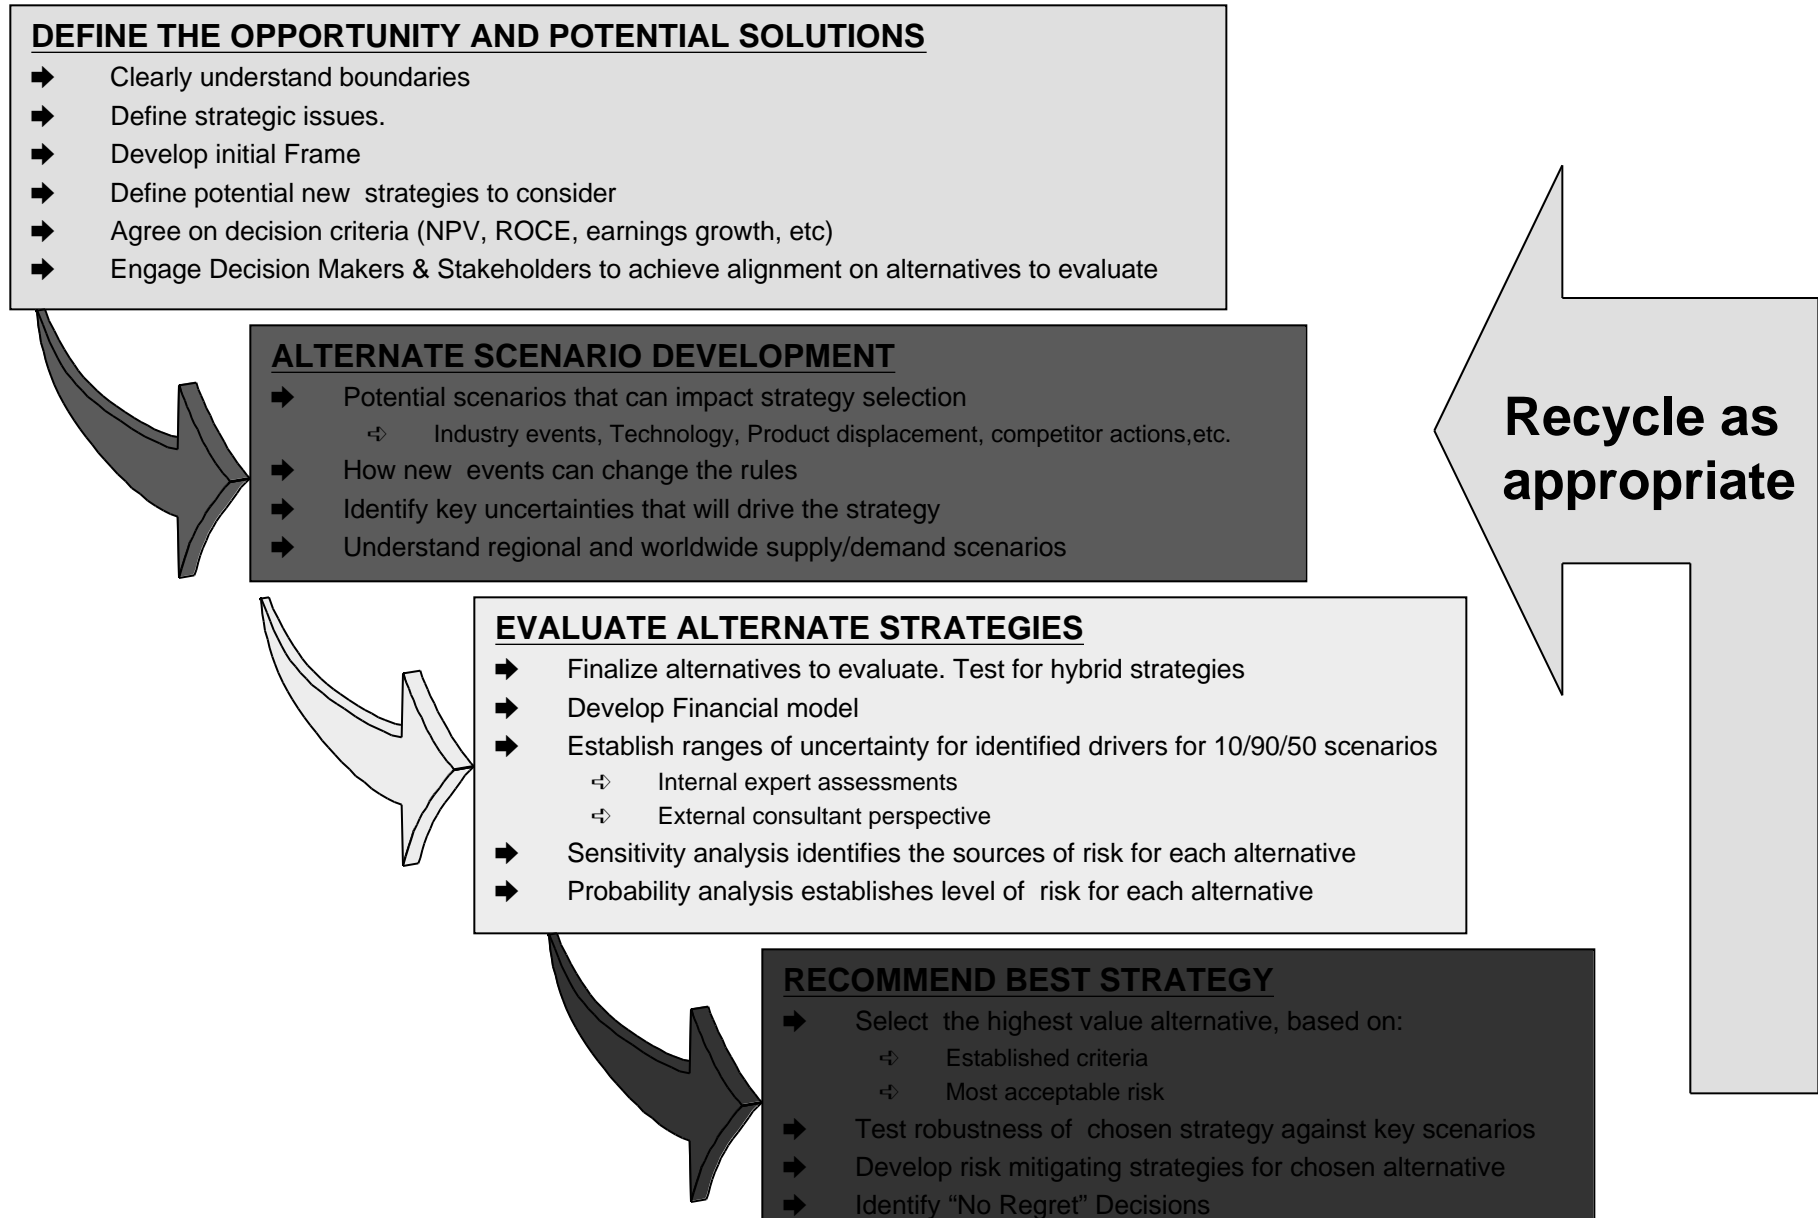 DEFINE THE OPPORTUNITY AND POTENTIAL SOLUTIONS
Clearly understand boundaries
Define strategic issues.
Develop initial Frame
Define potential new  strategies to consider
Agree on decision criteria (NPV, ROCE, earnings growth, etc)
Engage Decision Makers & Stakeholders to achieve alignment on alternatives to evaluate
ALTERNATE SCENARIO DEVELOPMENT
Potential scenarios that can impact strategy selection
Industry events, Technology, Product displacement, competitor actions,etc.
How new  events can change the rules
Identify key uncertainties that will drive the strategy
Understand regional and worldwide supply/demand scenarios
Recycle as
appropriate
EVALUATE ALTERNATE STRATEGIES
Finalize alternatives to evaluate. Test for hybrid strategies
Develop Financial model
Establish ranges of uncertainty for identified drivers for 10/90/50 scenarios
Internal expert assessments
External consultant perspective
Sensitivity analysis identifies the sources of risk for each alternative
Probability analysis establishes level of  risk for each alternative
RECOMMEND BEST STRATEGY
Select  the highest value alternative, based on:
Established criteria
Most acceptable risk
Test robustness of  chosen strategy against key scenarios
Develop risk mitigating strategies for chosen alternative
Identify “No Regret” Decisions